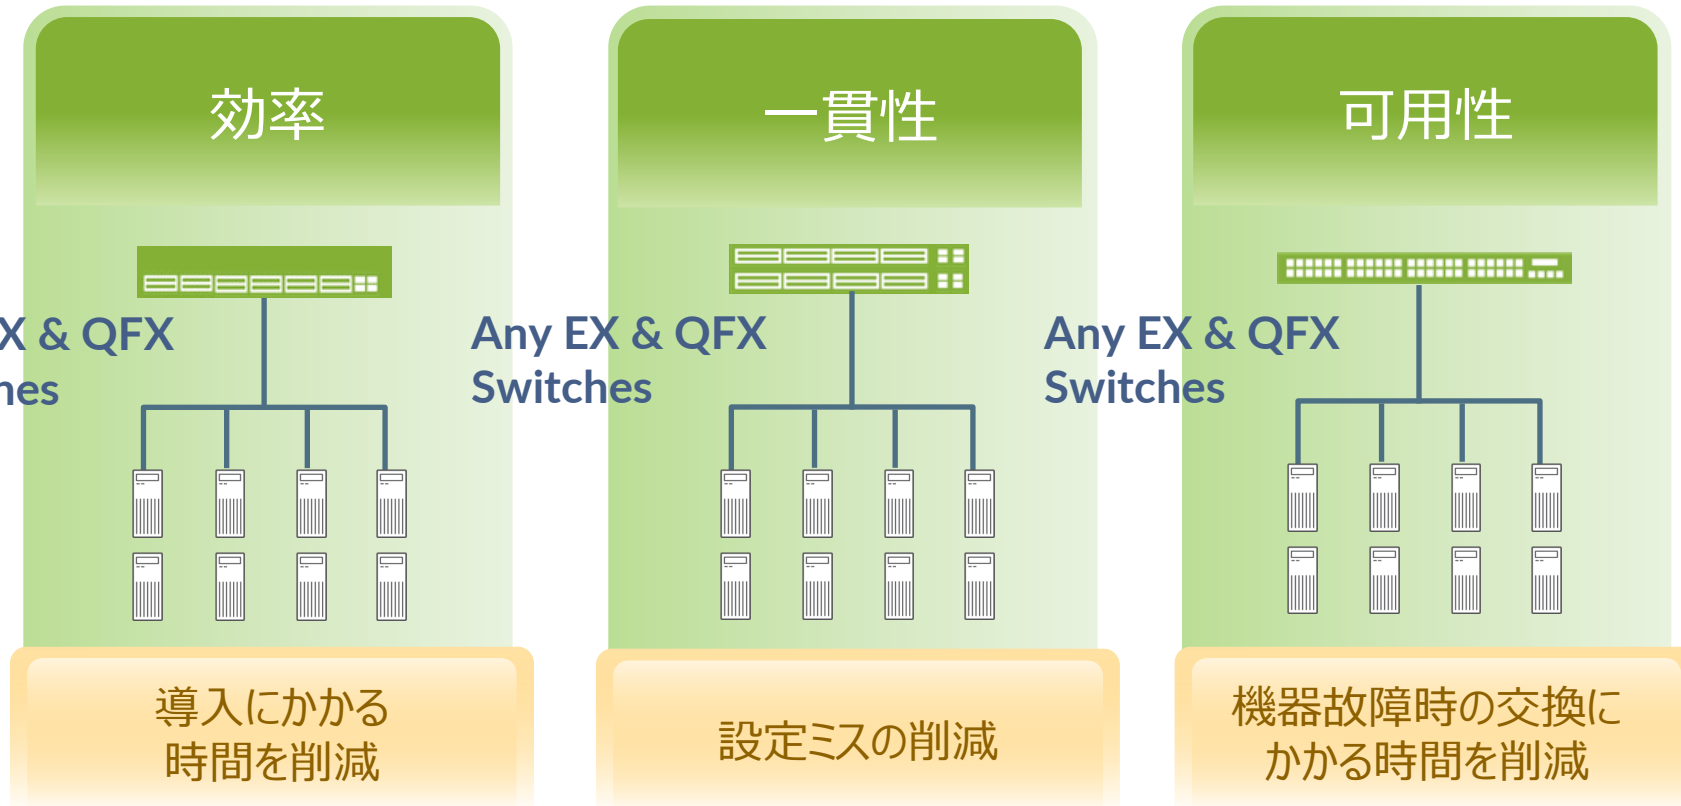 効率
X & QFX
hes
導入にかかる
時間を削減
一貫性
Any EX & QFX
Switches
設定ミスの削減
可用性
Any EX & QFX
Switches
機器故障時の交換に
かかる時間を削減